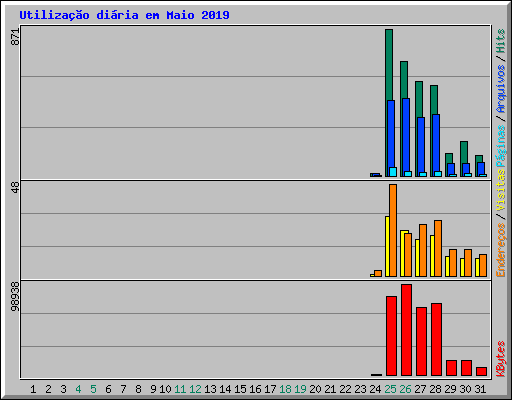 Utilização diária em Maio 2019
871
48
98938
Endereços / Visitas Páginas / Arquivos / Hits
KBytes
1 2 3 4 5 6 7 8 9 10 11 12 13 14 15 16 17 18 19 20 21 22 23 24 25 26 27 28 29 30 31